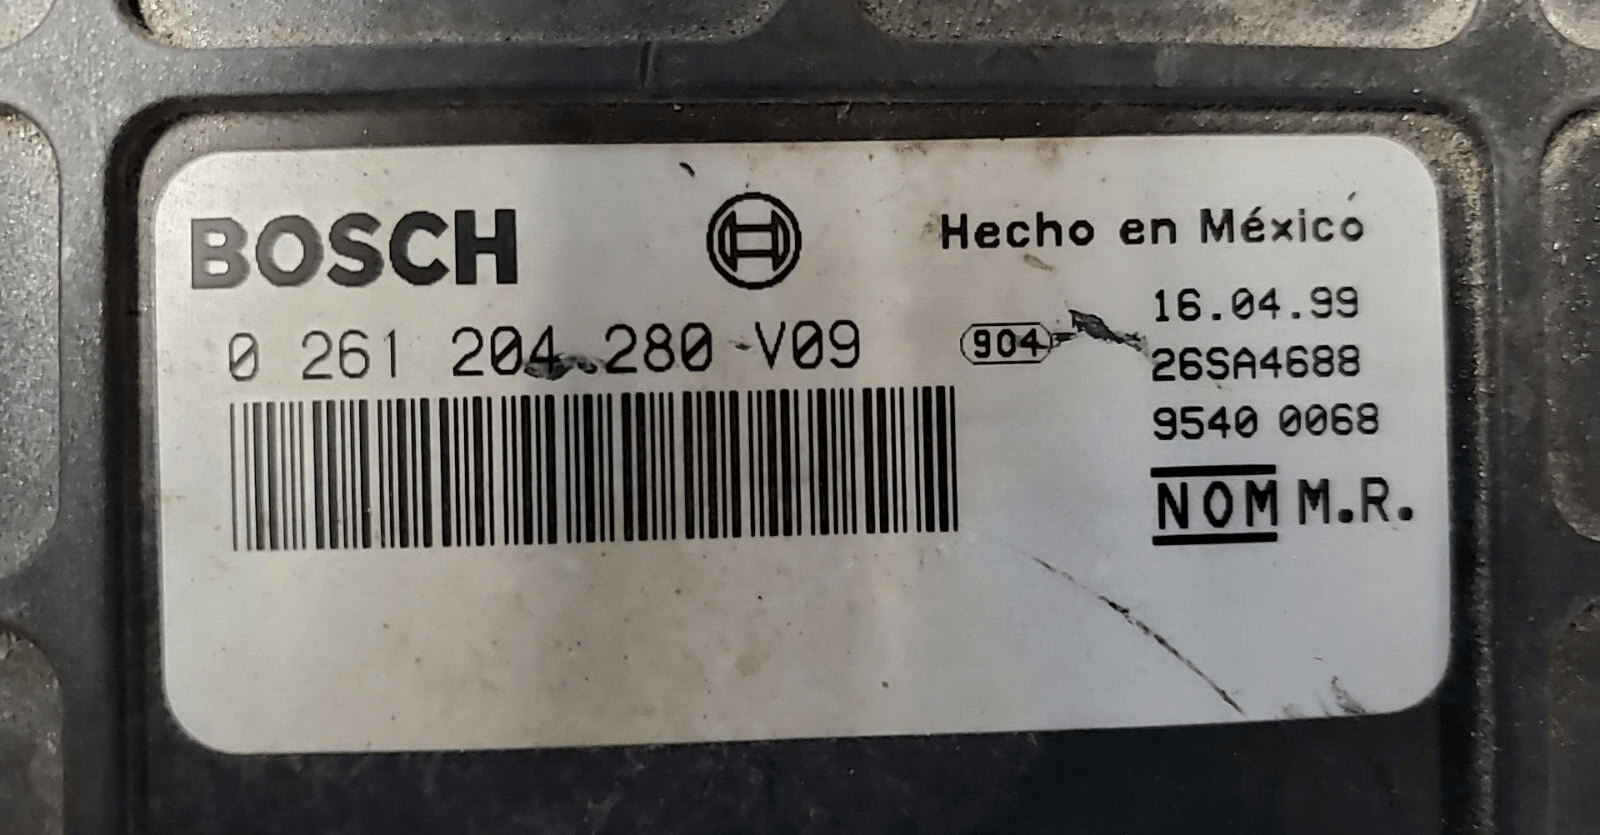 BOSCH
Hecho en México
16.04.99
0 261 204 280 V09
904
26SA4688
9540 0068
NOM M.R.